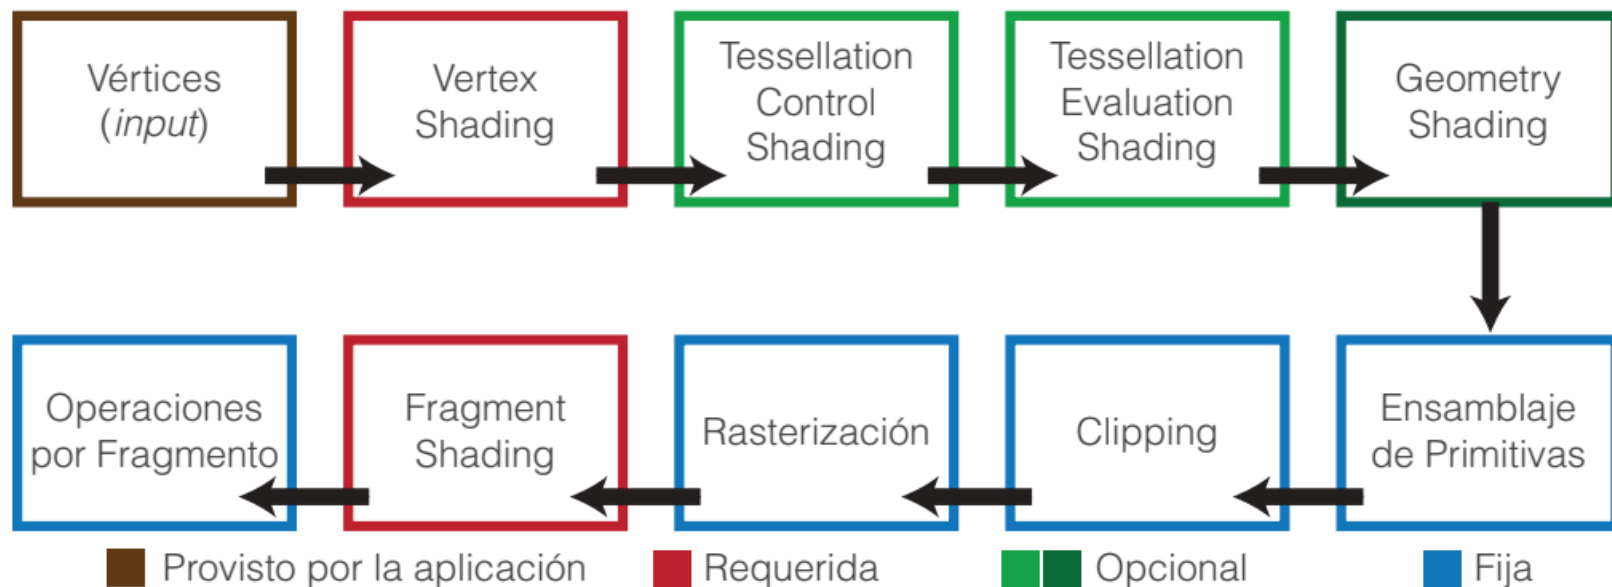 Vértices
(input)
Vertex
Shading
Tessellation
Control
Shading
Tessellation
Evaluation
Shading
Geometry
Shading
Operaciones
por Fragmento
Fragment
Shading
Rasterización
Clipping
Ensamblaje
de Primitivas
Provisto por la aplicación
Requerida
Opcional
Fija